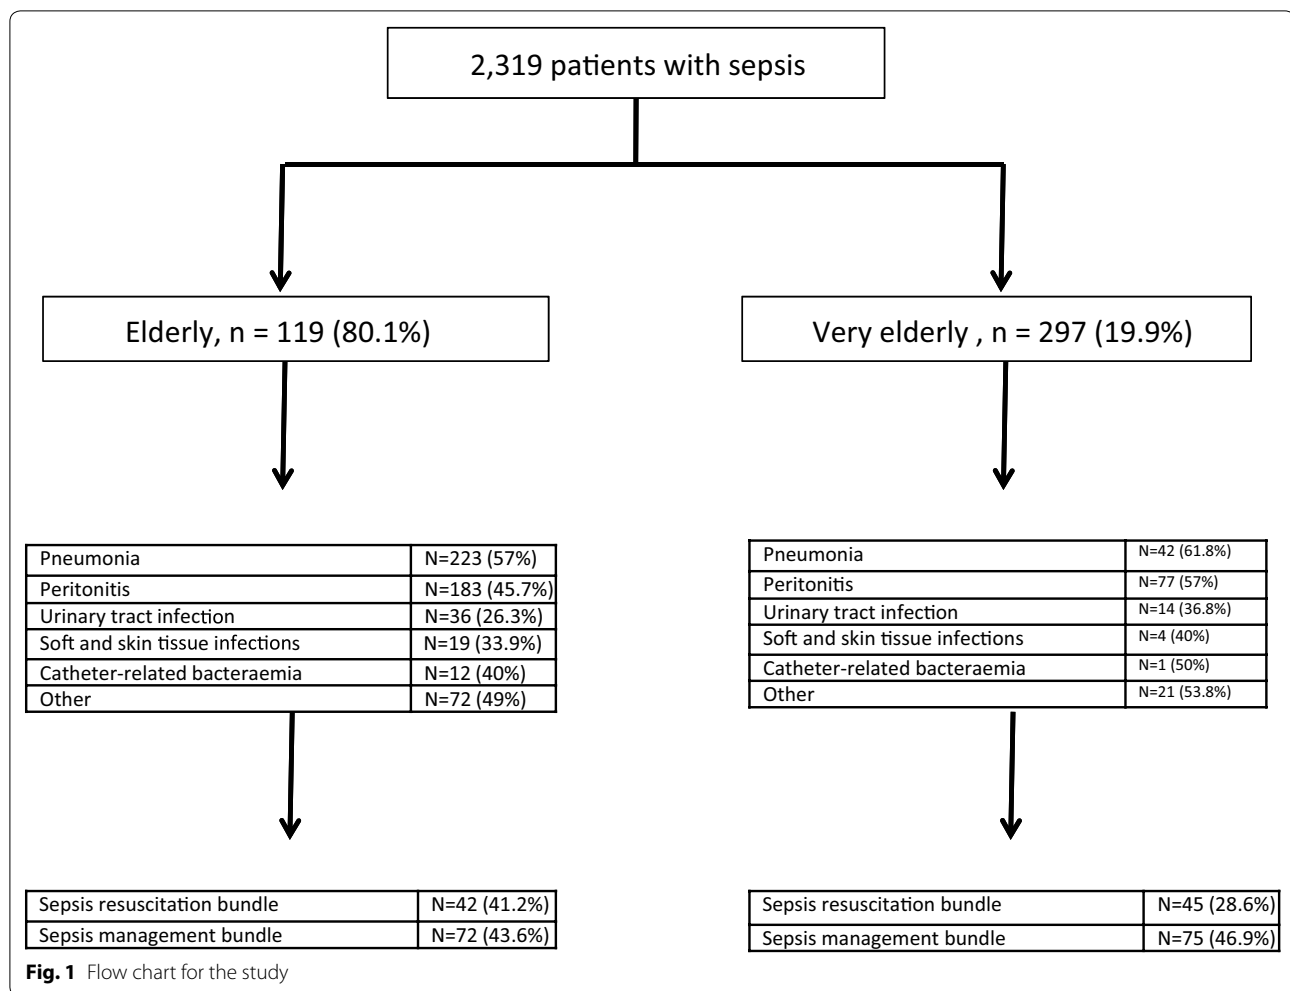 2,319 patients with sepsis
Elderly, n = 119 (80.1%)
Very elderly , n = 297 (19.9%)
Pneumonia N=223 (57%)
Peritonitis N=183 (45.7%)
Urinary tract infection N=36 (26.3%)
Soft and skin tissue infections N=19 (33.9%)
Catheter-related bacteraemia N=12 (40%)
Other N=72 (49%)
Pneumonia N=42 (61.8%)
Peritonitis N=77 (57%)
Urinary tract infection N=14 (36.8%)
Soft and skin tissue infections N=4 (40%)
Catheter-related bacteraemia N=1 (50%)
Other N=21 (53.8%)
Sepsis resuscitation bundle N=42 (41.2%)
Sepsis management bundle N=72 (43.6%)
Sepsis resuscitation bundle N=45 (28.6%)
Sepsis management bundle N=75 (46.9%)
Fig. 1 Flow chart for the study